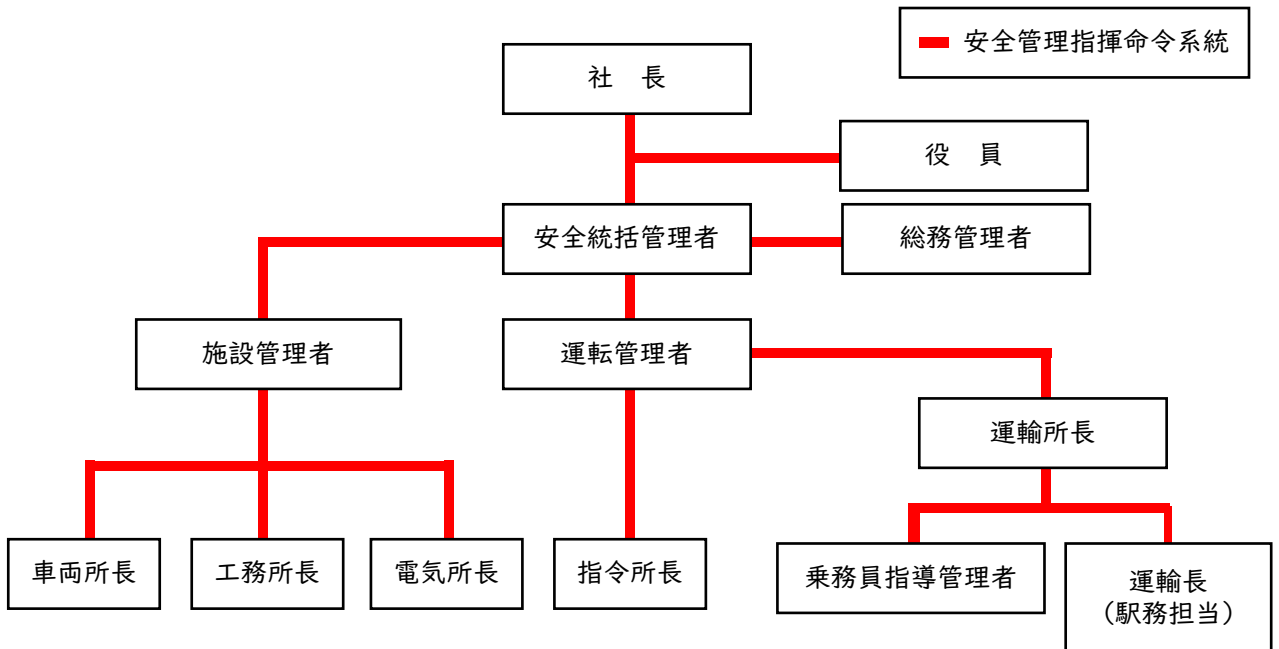 安全管理指揮命令系統
社　長
役　員
安全統括管理者
総務管理者
施設管理者
運転管理者
運輸所長
車両所長
工務所長
電気所長
指令所長
乗務員指導管理者
運輸長
（駅務担当）